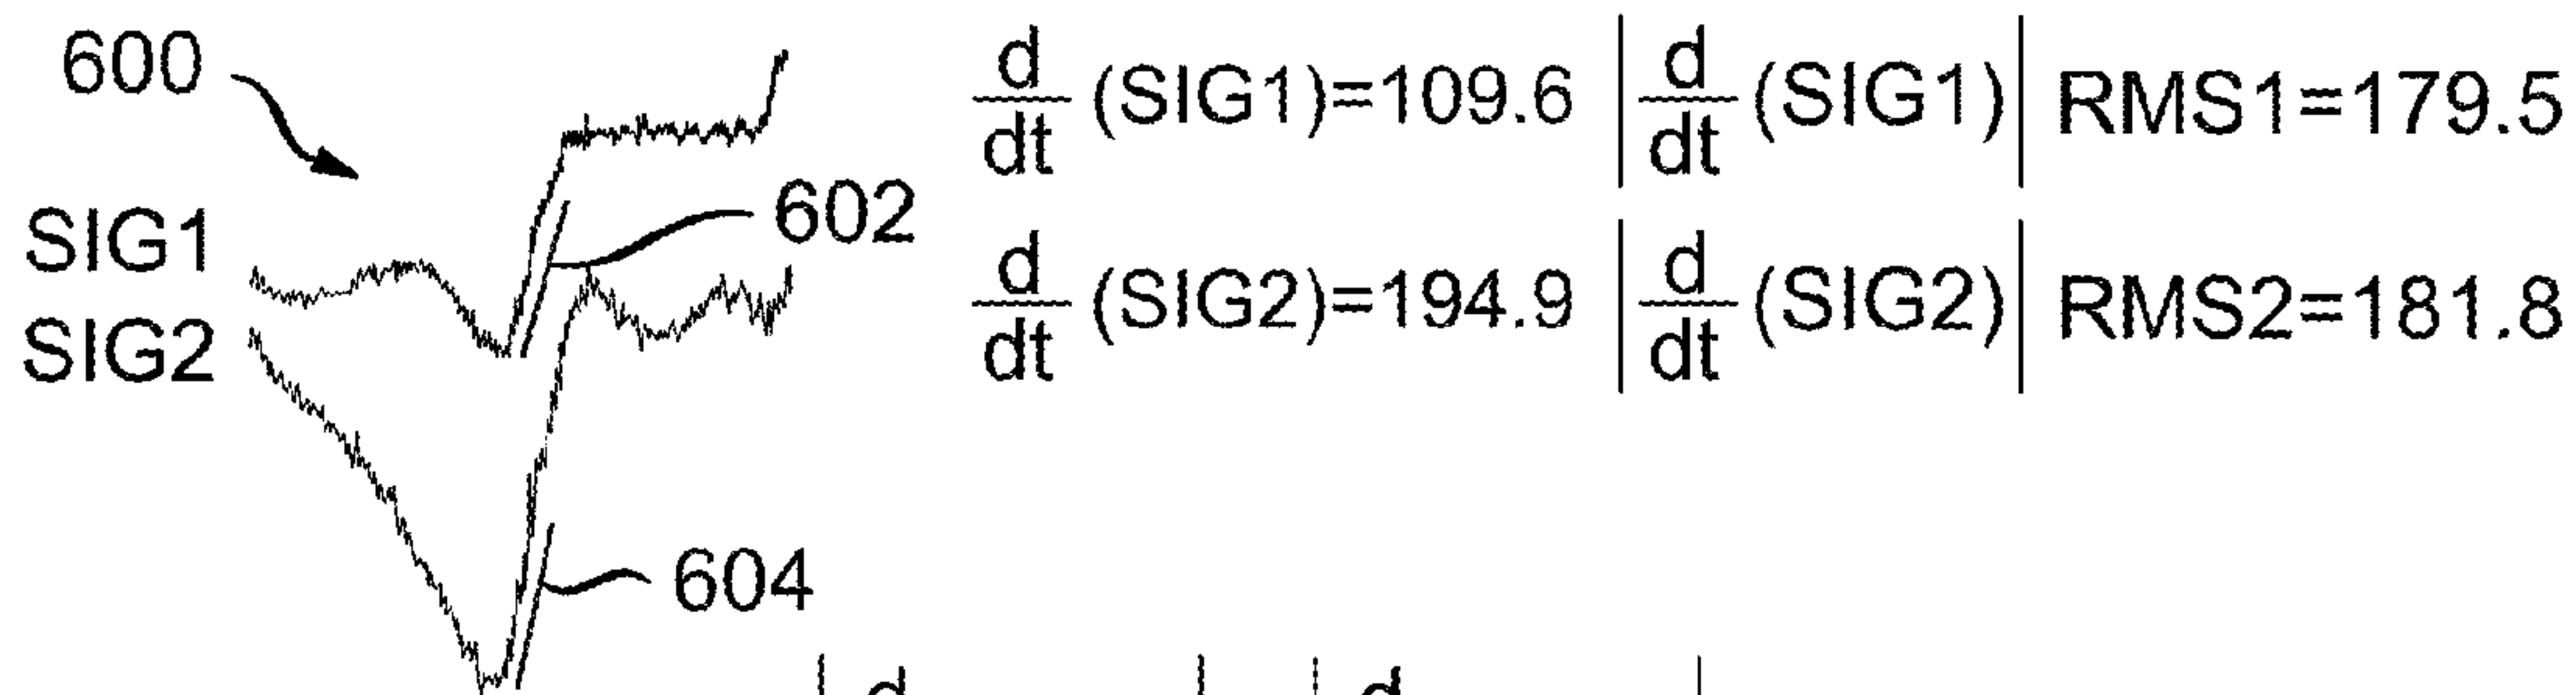 600
d/dt (SIG1)=109.6 |d/dt (SIG1)| RMS1=179.5
602
SIG1
d/dt (SIG2)=194.9 |d/dt (SIG2)| RMS2=181.8
SIG2
604